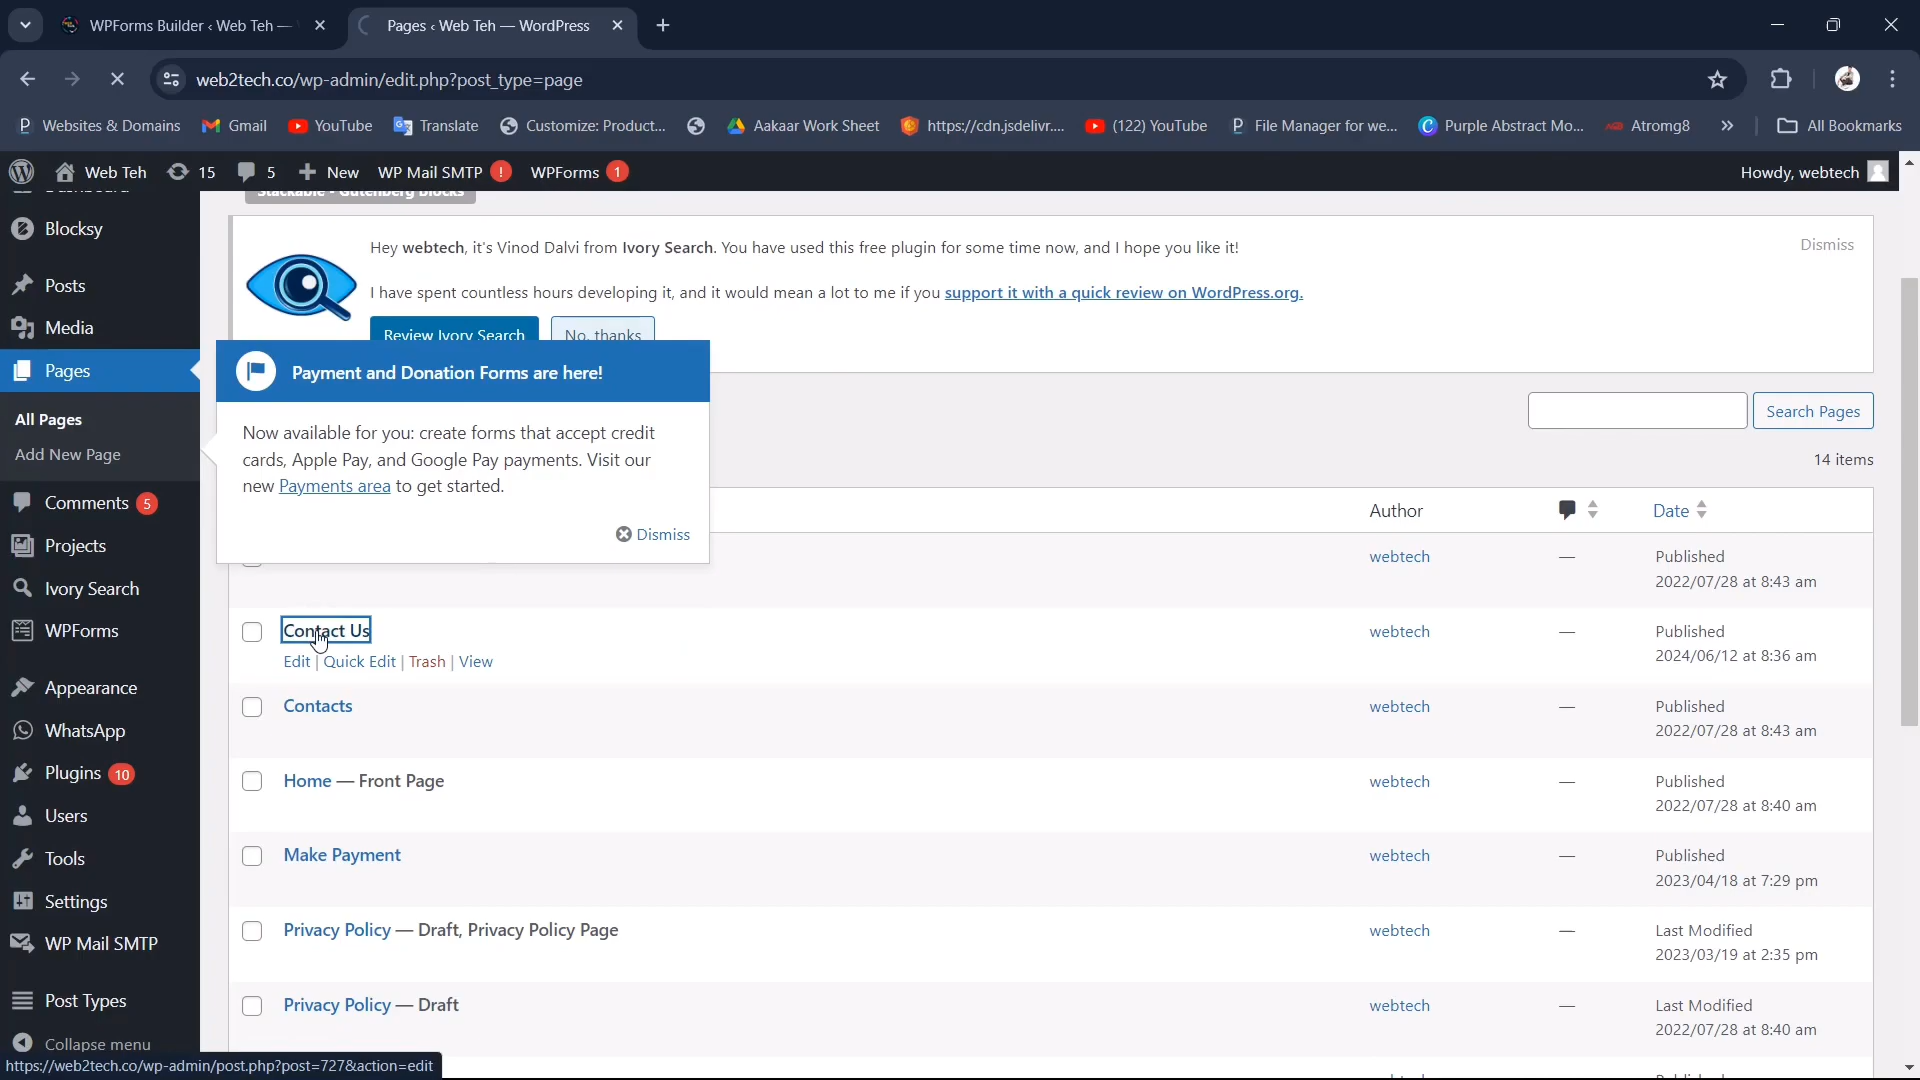 WPForms Builder ‹ Web Teh —
Pages ‹ Web Teh — WordPress
web2tech.co/wp-admin/edit.php?post_type=page
Websites & Domains
Gmail
YouTube
Translate
Customize: Product...
Aakaar Work Sheet
https://cdn.jsdelivr....
(122) YouTube
File Manager for we...
Purple Abstract Mo...
Atromg8
All Bookmarks
Web Teh
15
5
New
WP Mail SMTP !
WPForms 1
Howdy, webtech
Dashboard
Blocksy
Posts
Media
Pages
All Pages
Add New Page
Comments 5
Projects
Ivory Search
WPForms
Appearance
WhatsApp
Plugins 10
Users
Tools
Settings
WP Mail SMTP
Post Types
Collapse menu
https://web2tech.co/wp-admin/post.php?post=727&action=edit
Stackable - Gutenberg Blocks
Hey webtech, it's Vinod Dalvi from Ivory Search. You have used this free plugin for some time now, and I hope you like it!
Dismiss
I have spent countless hours developing it, and it would mean a lot to me if you support it with a quick review on WordPress.org.
Review Ivory Search
No, thanks
Payment and Donation Forms are here!
Now available for you: create forms that accept credit
cards, Apple Pay, and Google Pay payments. Visit our
new Payments area to get started.
Dismiss
Search Pages
14 items
Author
Date
webtech
—
Published
2022/07/28 at 8:43 am
Contact Us
Edit | Quick Edit | Trash | View
webtech
—
Published
2024/06/12 at 8:36 am
Contacts
webtech
—
Published
2022/07/28 at 8:43 am
Home — Front Page
webtech
—
Published
2022/07/28 at 8:40 am
Make Payment
webtech
—
Published
2023/04/18 at 7:29 pm
Privacy Policy — Draft, Privacy Policy Page
webtech
—
Last Modified
2023/03/19 at 2:35 pm
Privacy Policy — Draft
webtech
—
Last Modified
2022/07/28 at 8:40 am